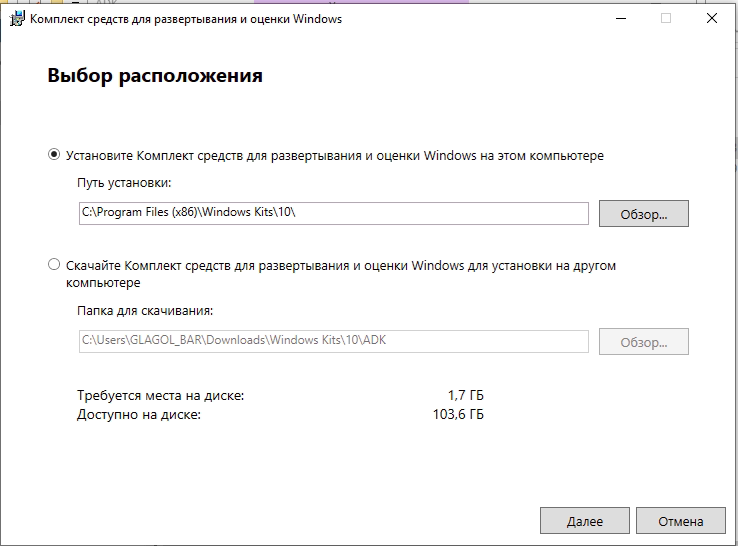 Комплект средств для развертывания и оценки Windows
Выбор расположения
Установите Комплект средств для развертывания и оценки Windows на этом компьютере
Путь установки:
C:\Program Files (x86)\Windows Kits\10\
Обзор...
Скачайте Комплект средств для развертывания и оценки Windows для установки на другом
компьютере
Папка для скачивания:
C:\Users\GLAGOL_BAR\Downloads\Windows Kits\10\ADK
Обзор...
Требуется места на диске: 1,7 ГБ
Доступно на диске: 103,6 ГБ
Далее Отмена